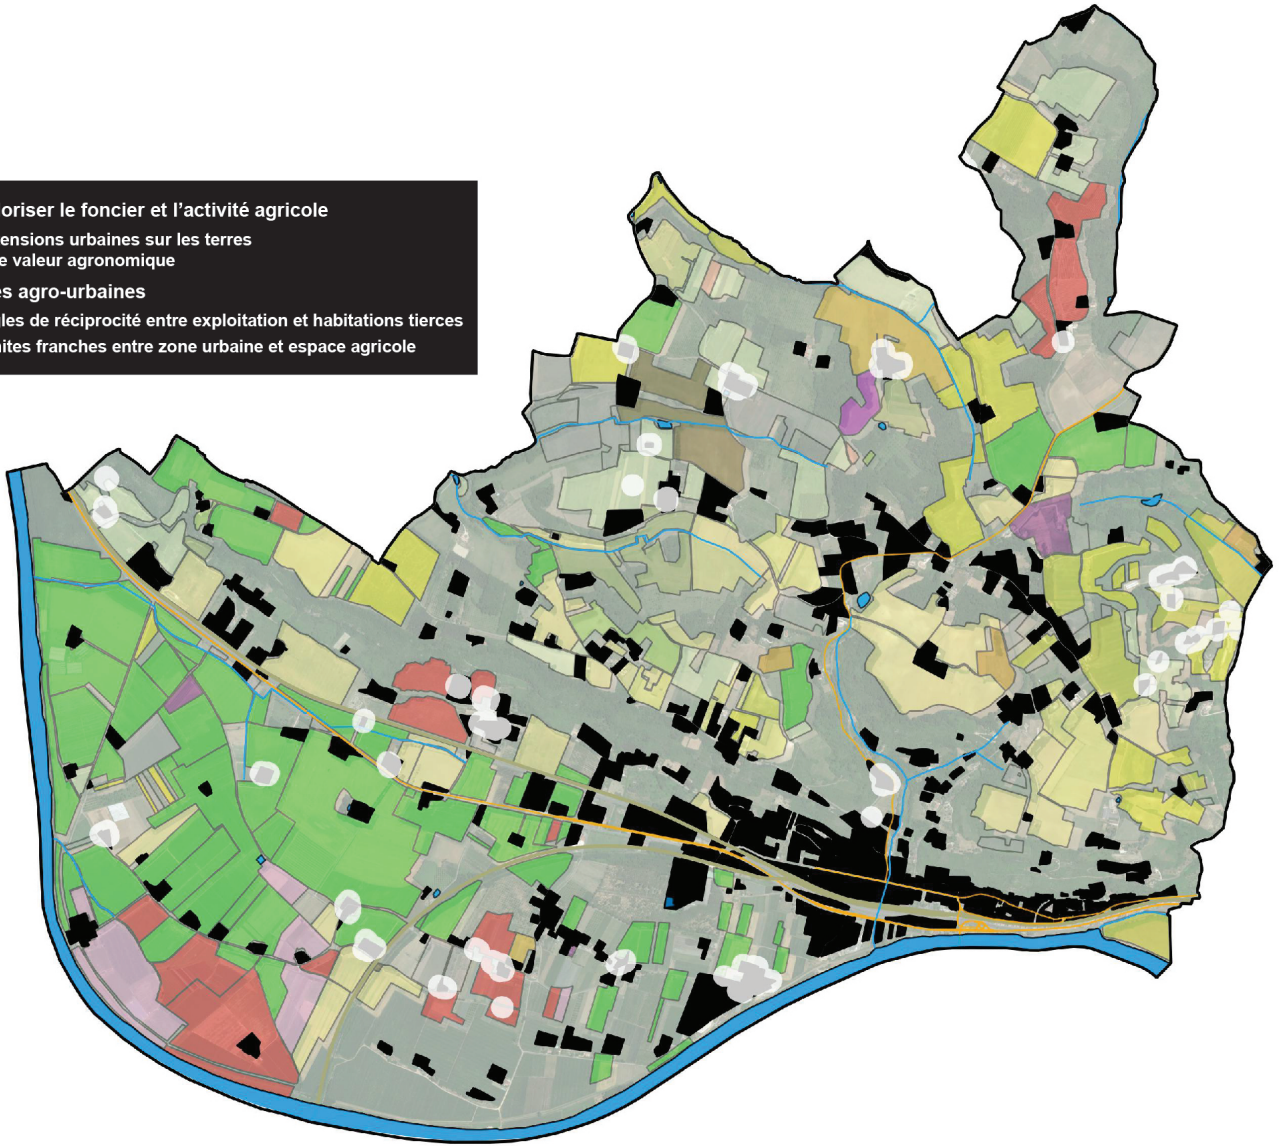 oriser le foncier et l’activité agricole
ensions urbaines sur les terres
e valeur agronomique
es agro-urbaines
gles de réciprocité entre exploitation et habitations tierces
ites franches entre zone urbaine et espace agricole